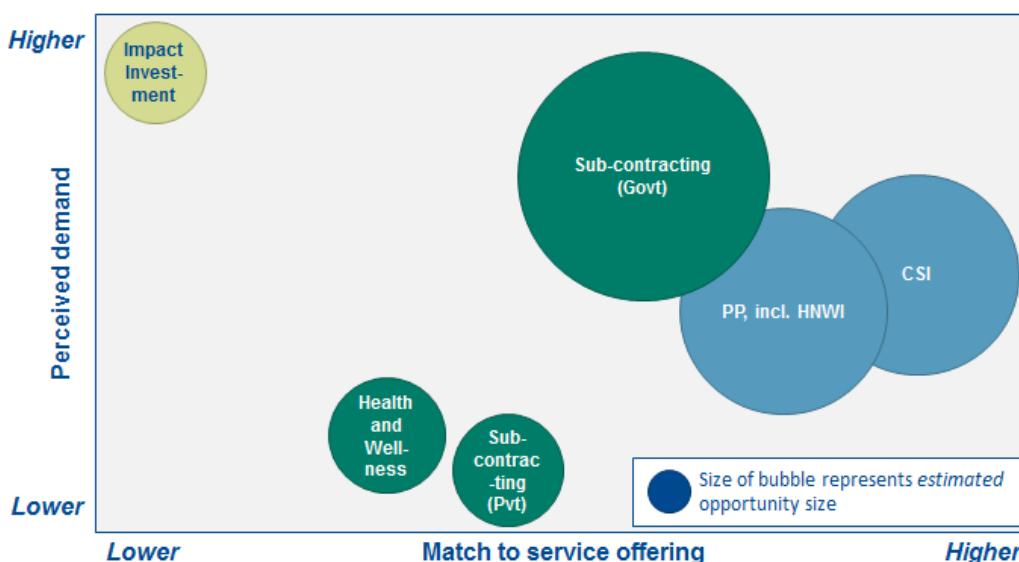 Higher
Impact
Invest-
ment
Sub-contracting
(Govt)
CSI
PP, incl. HNWI
Perceived demand
Health
and
Well-
ness
Sub-
contrac
-ting
(Pvt)
Size of bubble represents estimated
opportunity size
Lower
Lower
Match to service offering
Higher